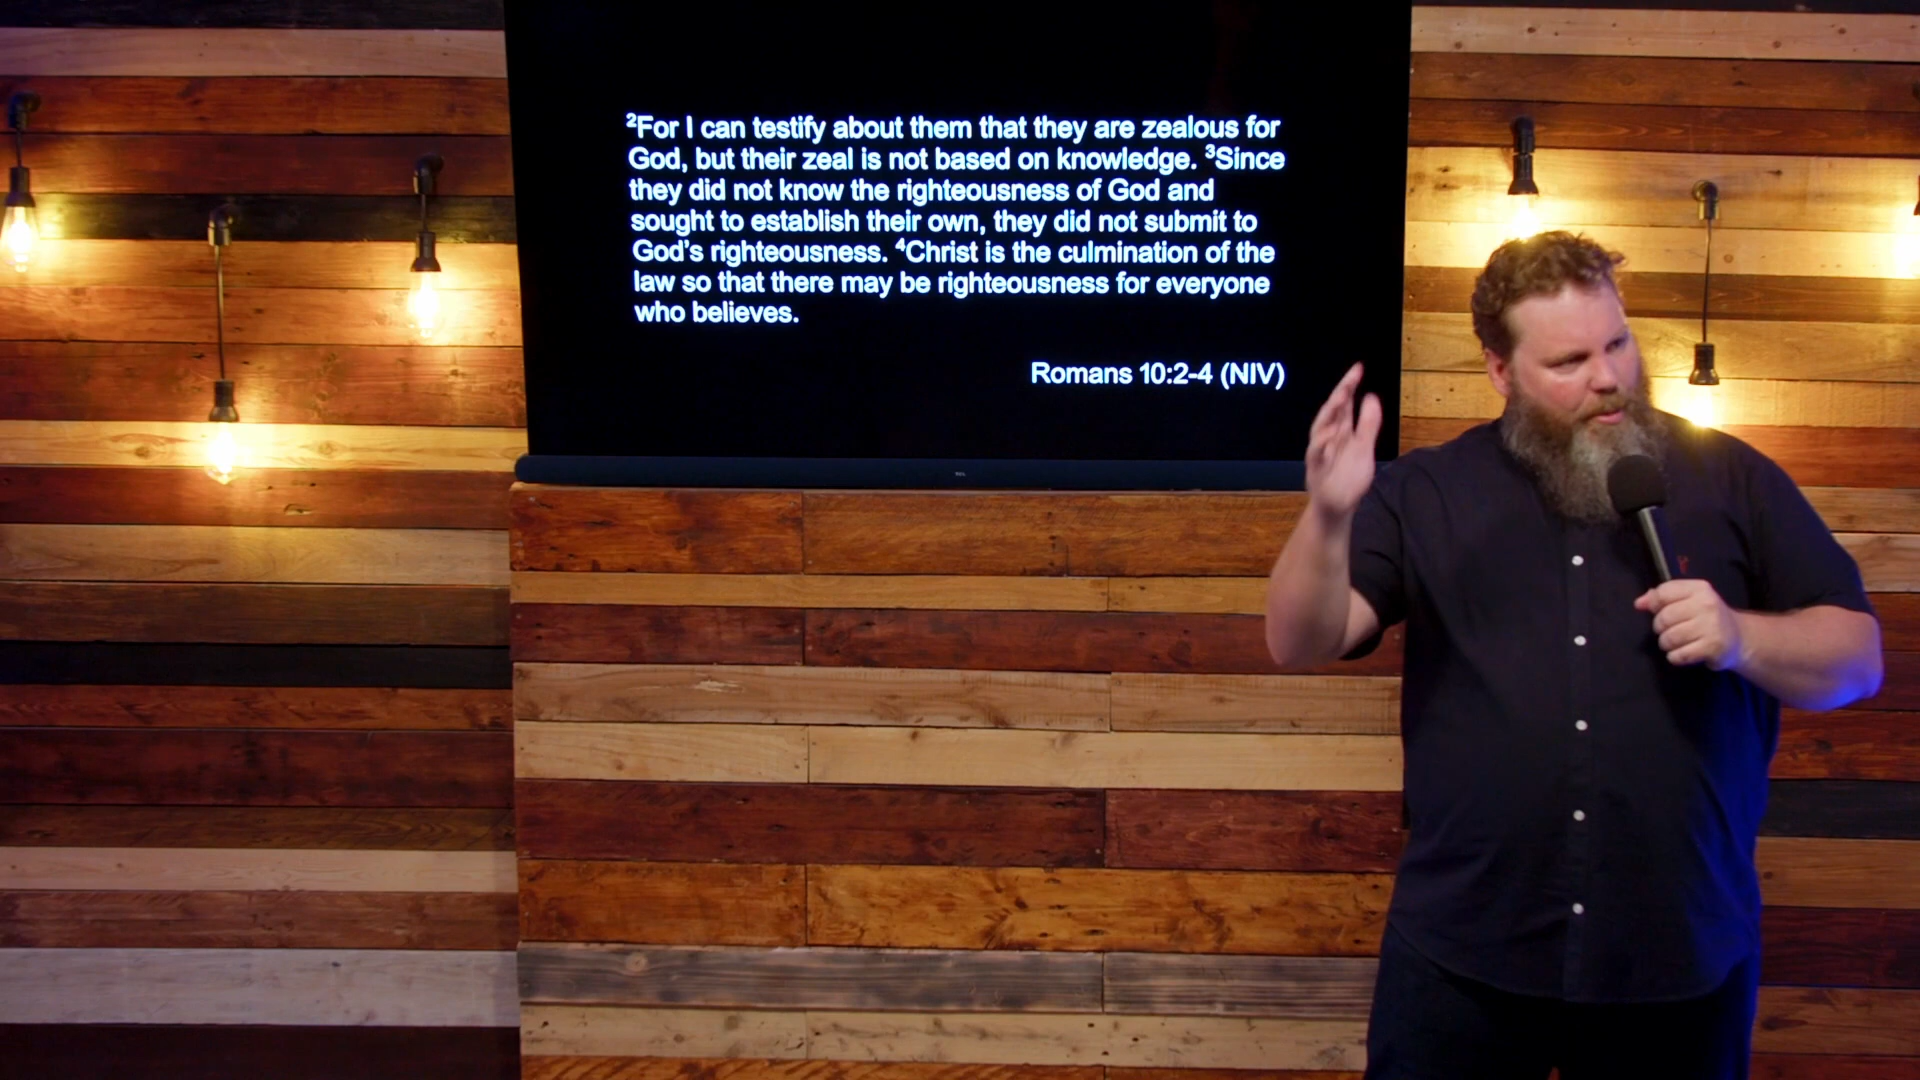 ²For I can testify about them that they are zealous for
God, but their zeal is not based on knowledge. ³Since
they did not know the righteousness of God and
sought to establish their own, they did not submit to
God’s righteousness. ⁴Christ is the culmination of the
law so that there may be righteousness for everyone
who believes.
Romans 10:2-4 (NIV)
TCL